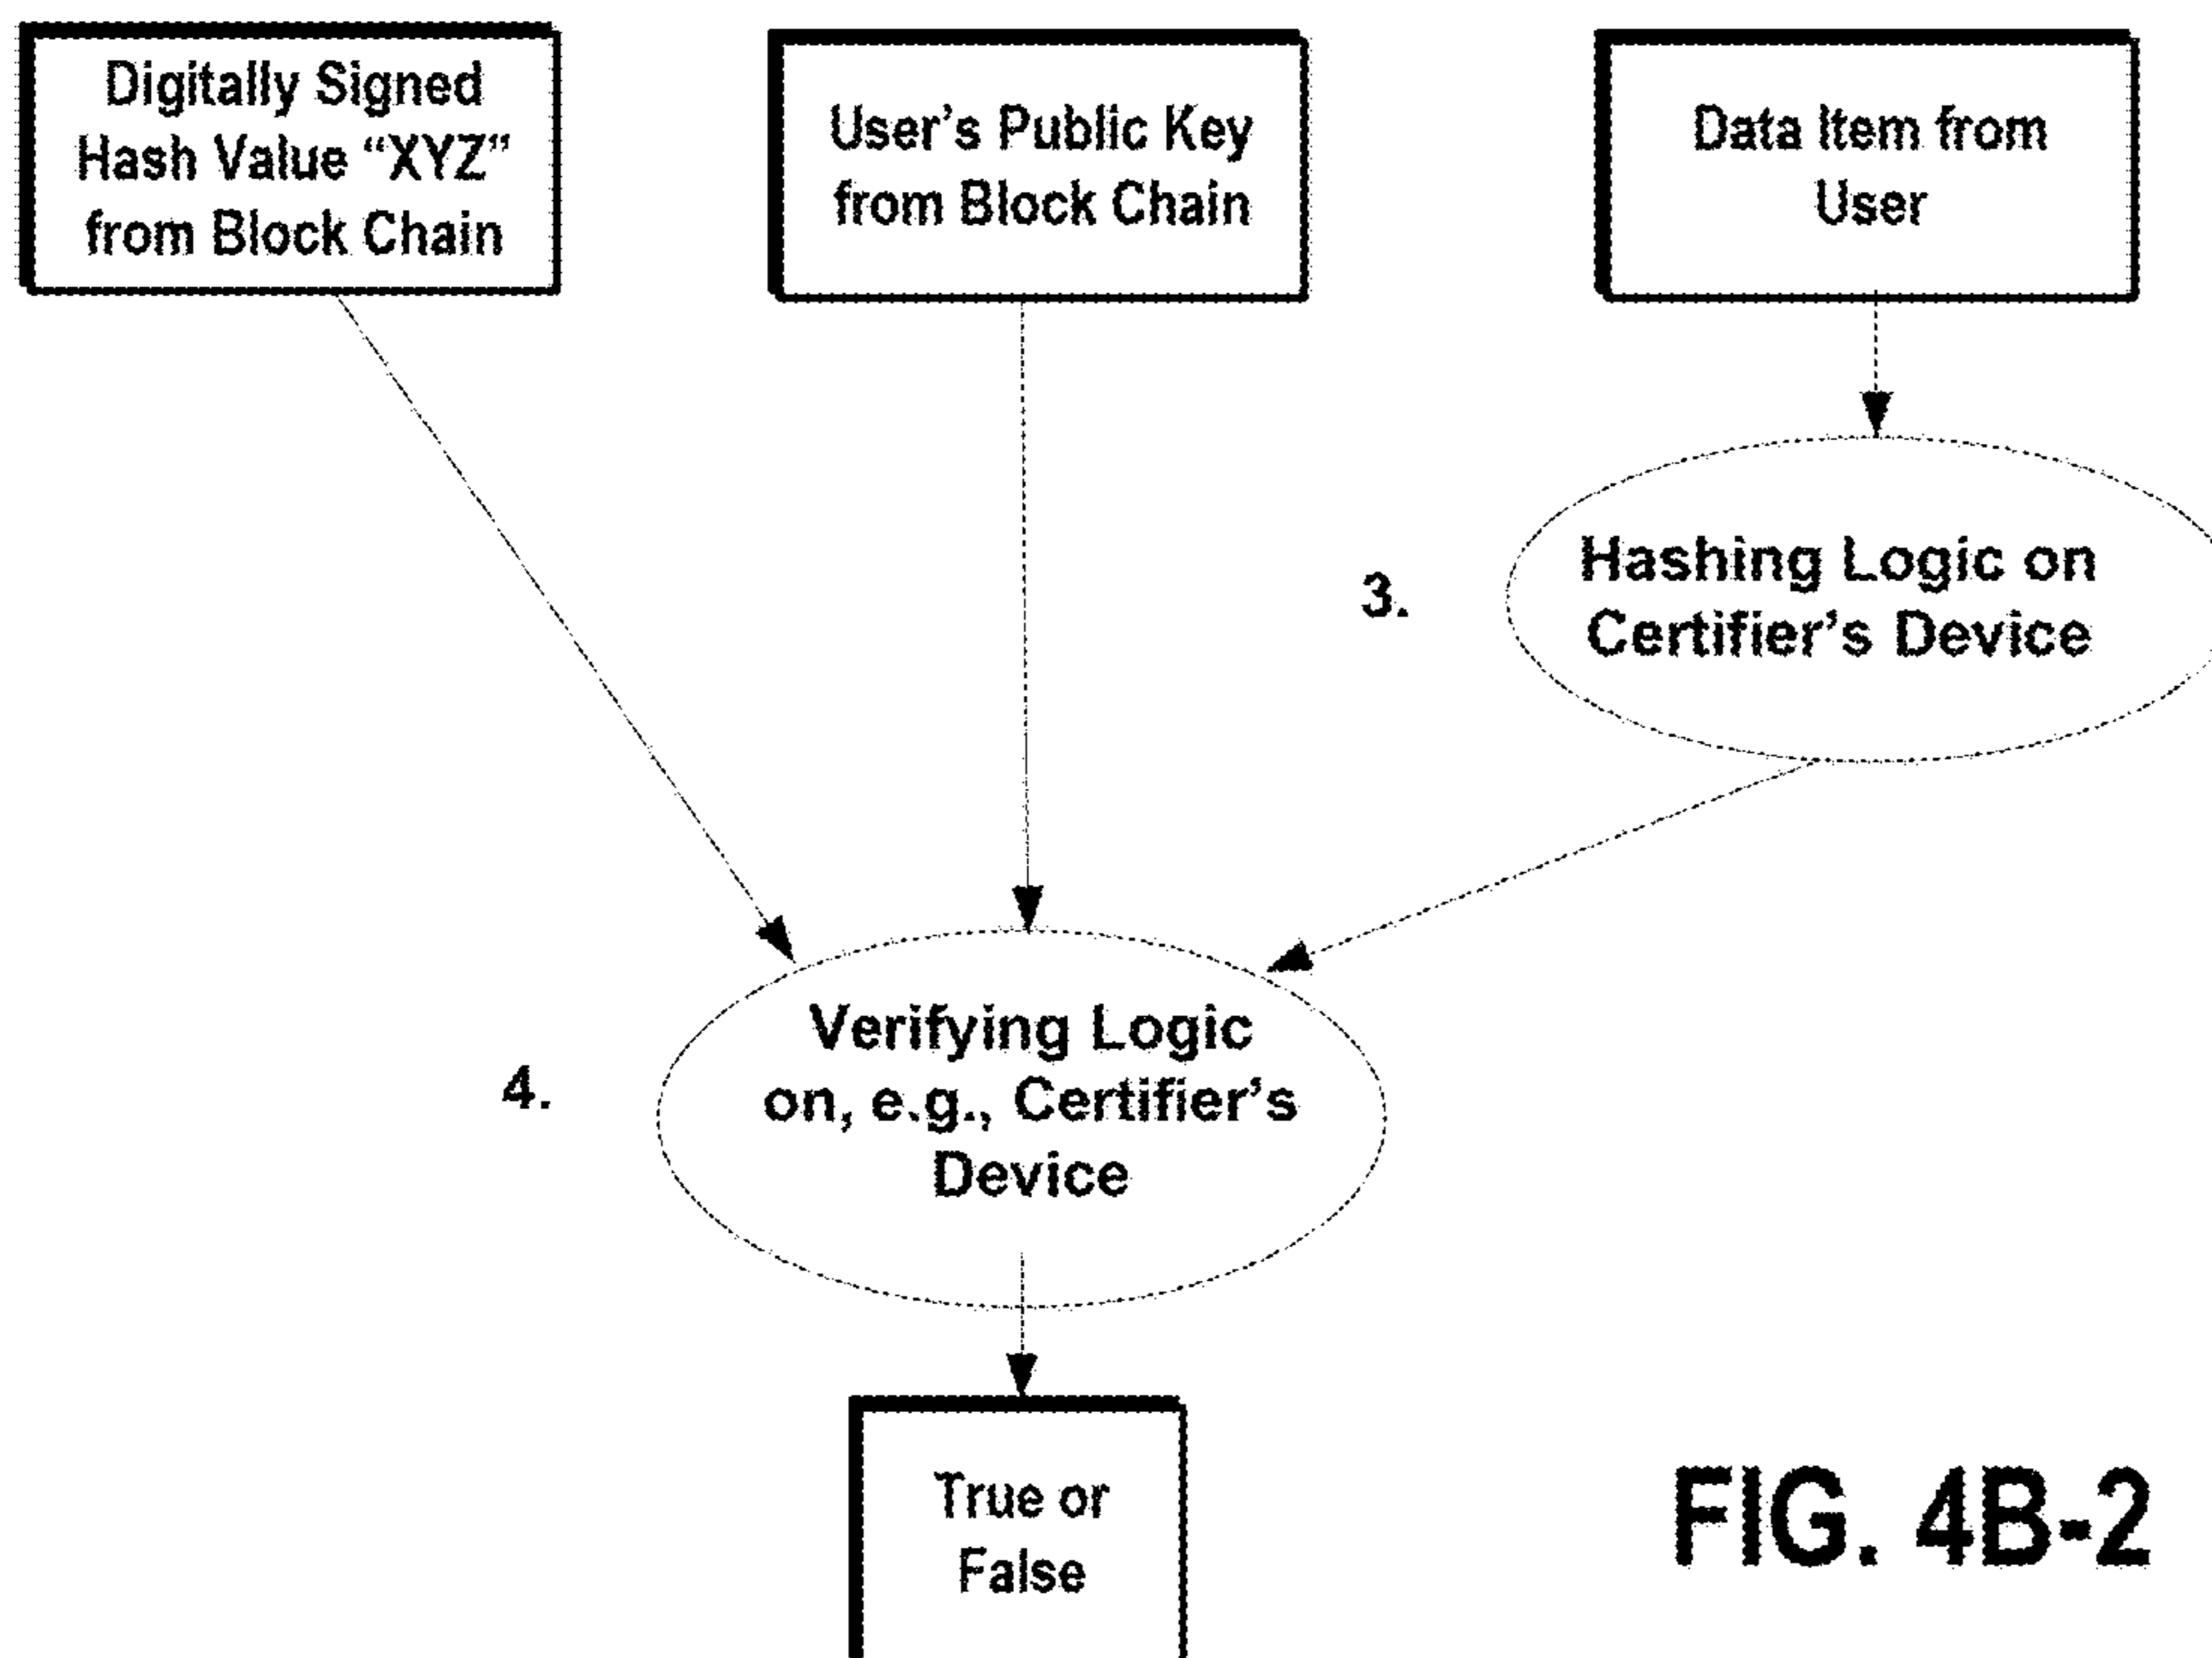 Digitally Signed
Hash Value “XYZ”
from Block Chain
User’s Public Key
from Block Chain
Data Item from
User
3.
Hashing Logic on
Certifier’s Device
4.
Verifying Logic
on, e.g., Certifier’s
Device
True or
False
FIG. 4B-2